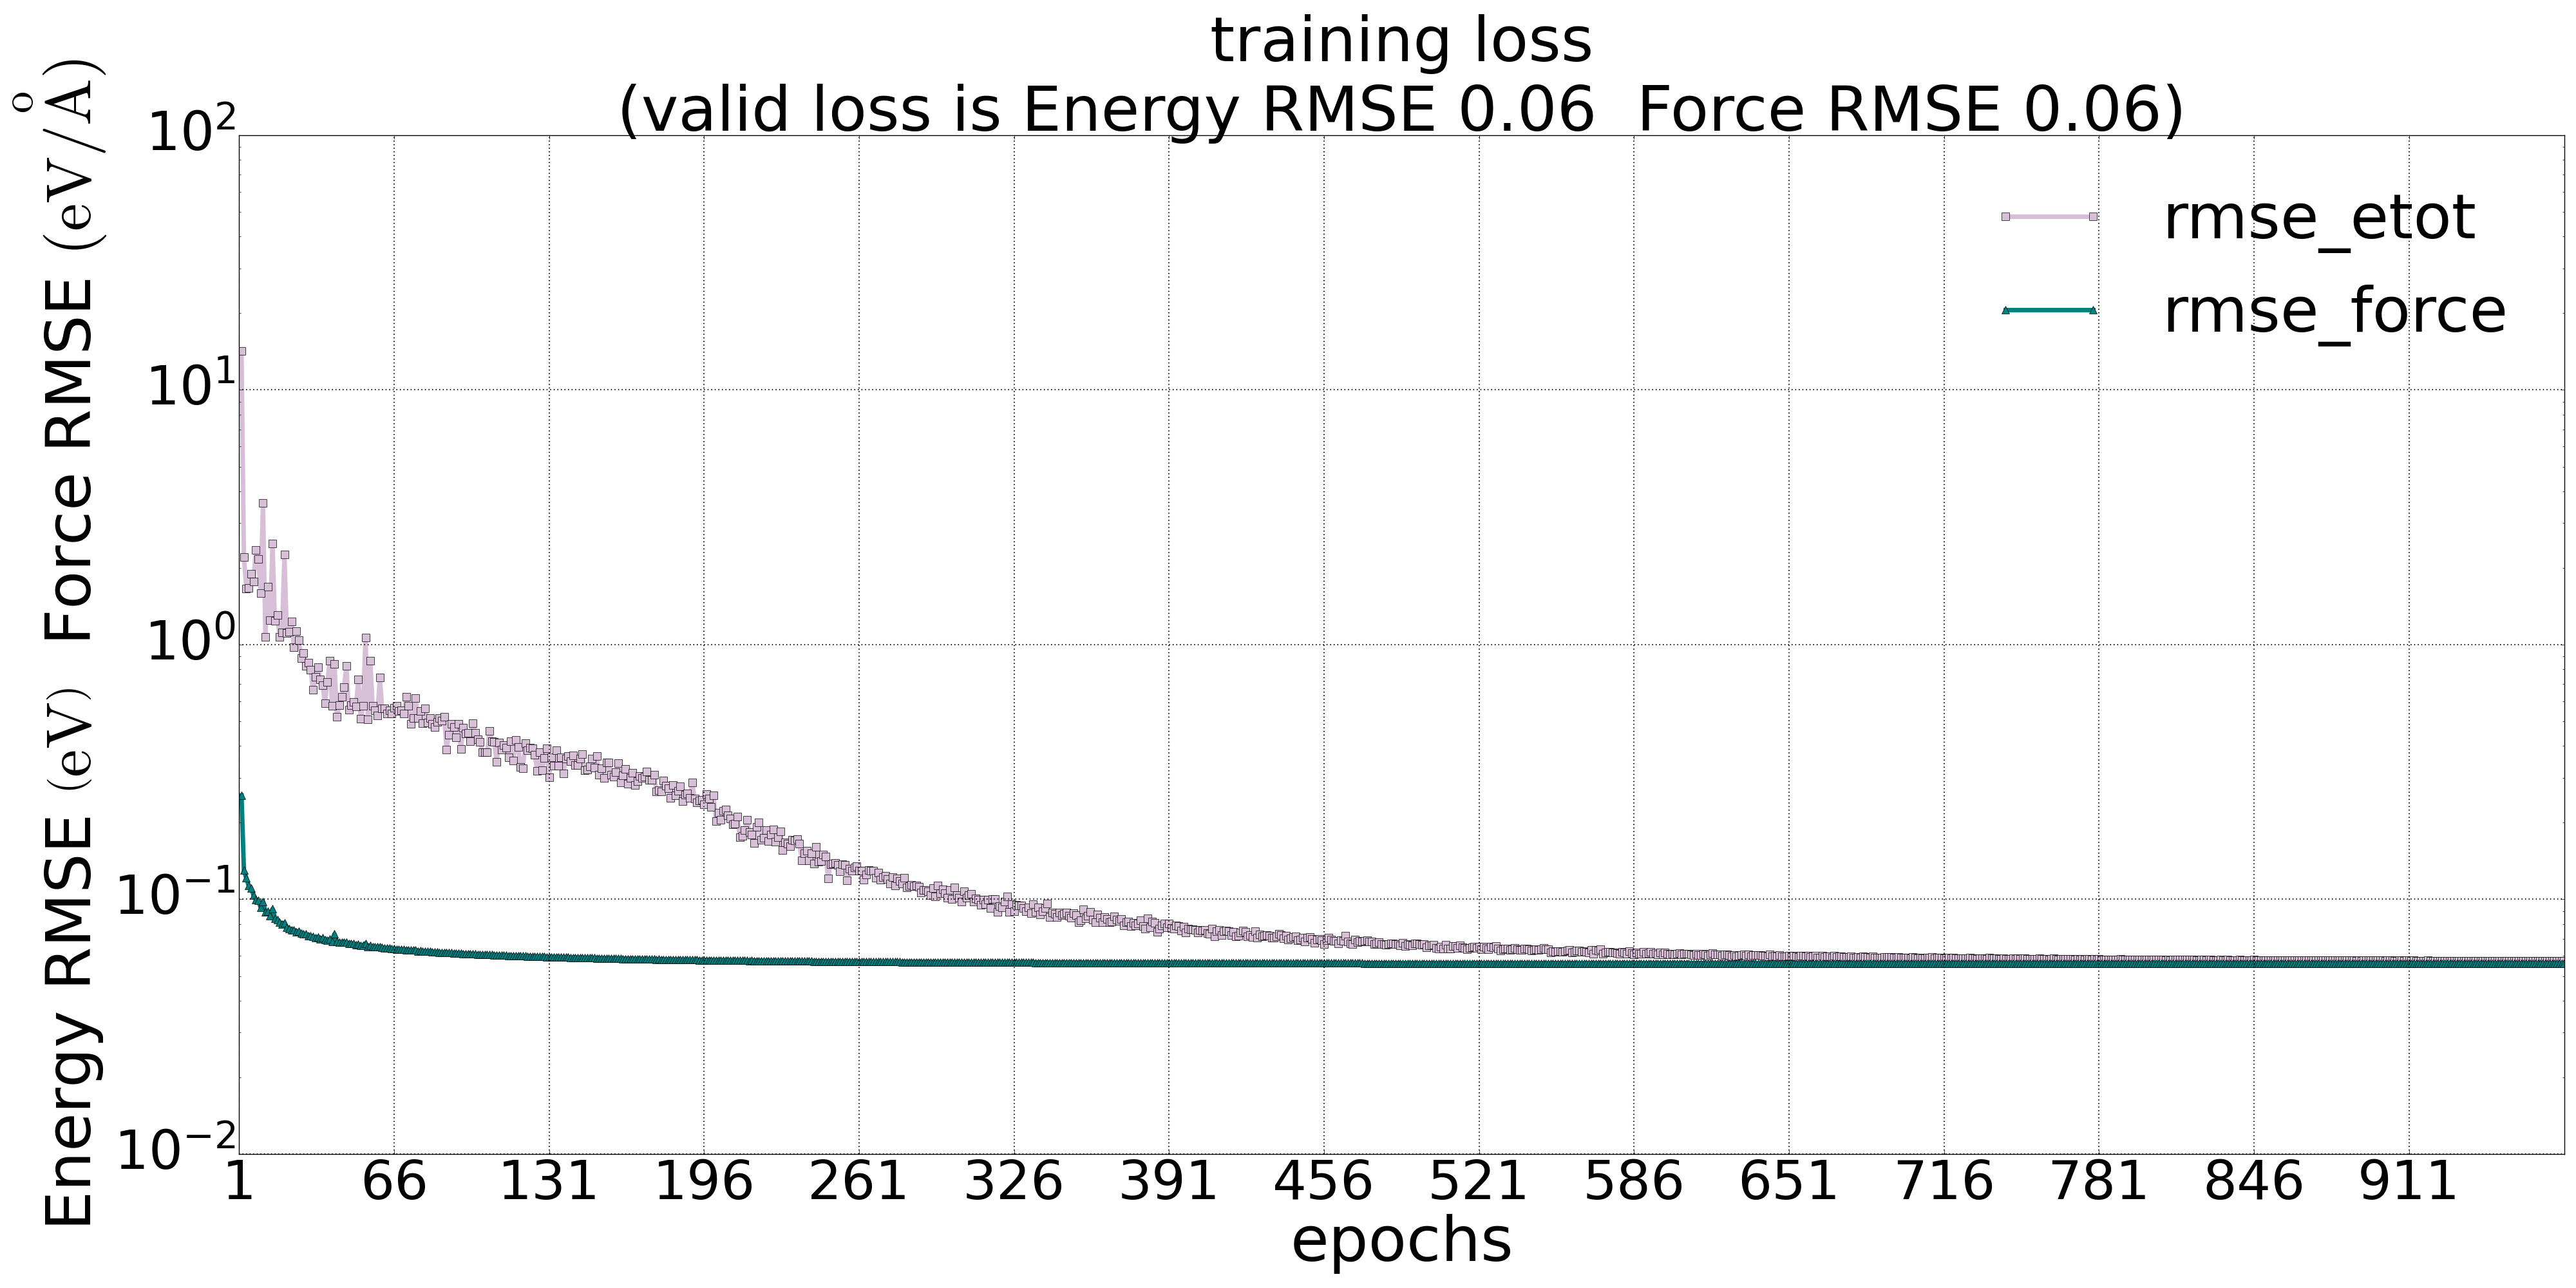 training loss
(valid loss is Energy RMSE 0.06  Force RMSE 0.06)
Energy RMSE (eV)  Force RMSE (eV/Å)
10²
10¹
10⁰
10⁻¹
10⁻²
rmse_etot
rmse_force
1 66 131 196 261 326 391 456 521 586 651 716 781 846 911
epochs